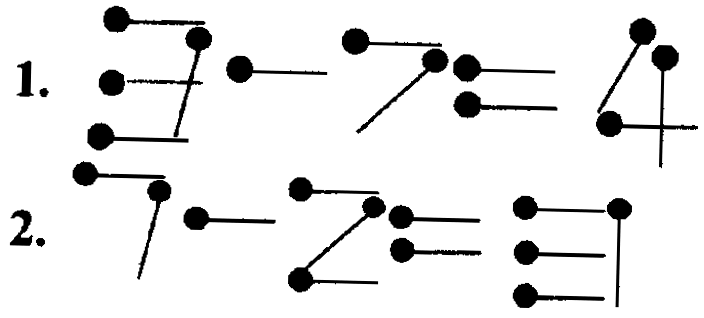 1. 3 - 7 = 4
2. 7 - 2 = 3